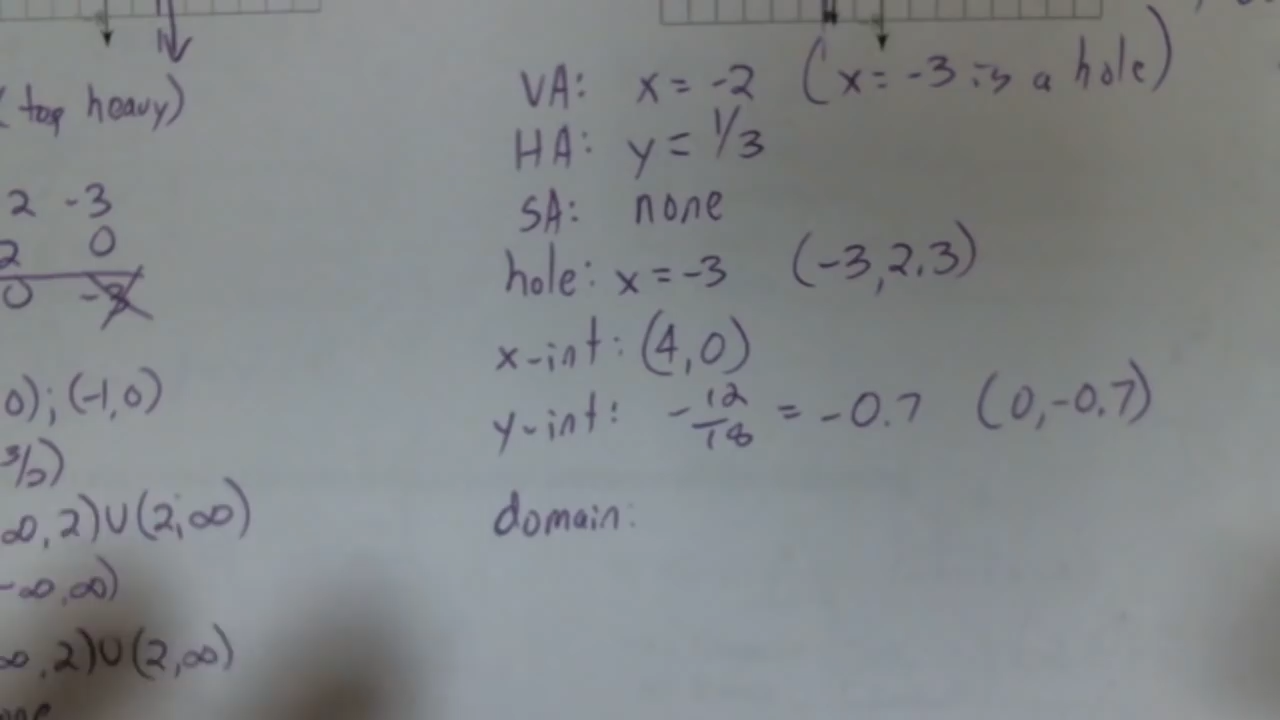 (top heavy)
2 -3
2 0
0 -3
0); (-1,0)
3/2)
∞, 2)∪(2, ∞)
-∞, ∞)
∞, 2)∪(2, ∞)
VA: x = -2 (x = -3 is a hole)
HA: y = 1/3
SA: none
hole: x = -3 (-3, 2.3)
x-int: (4,0)
y-int: -12/18 = -0.7 (0, -0.7)
domain: